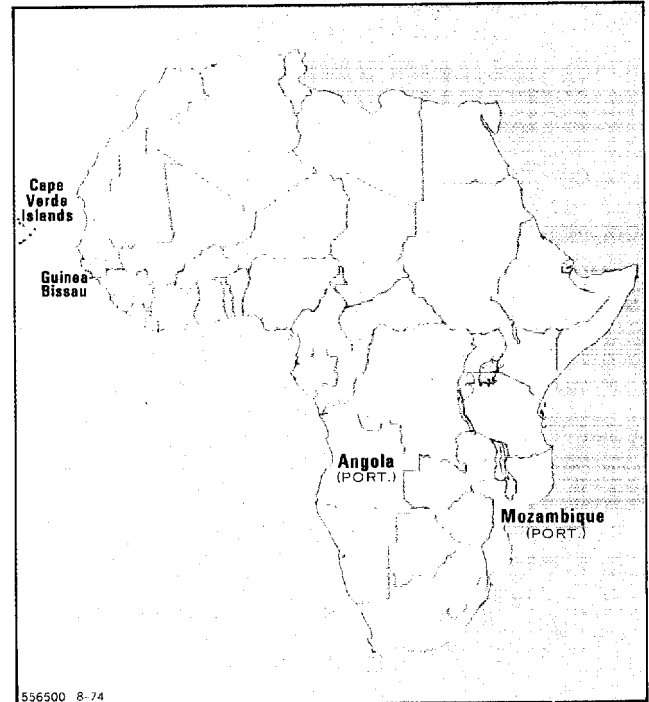 Cape
Verde
Islands
Guinea
Bissau
Angola
(PORT.)
Mozambique
(PORT.)
556500 8-74